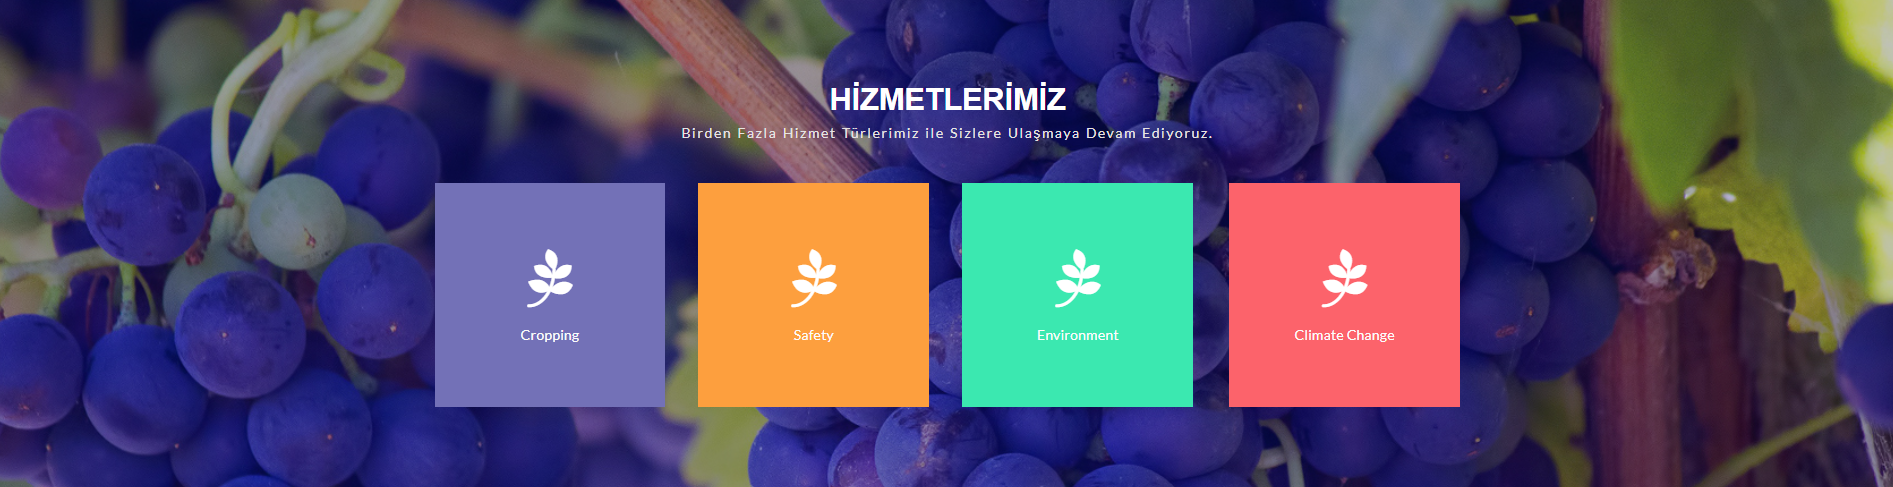 HİZMETLERİMİZ
Birden Fazla Hizmet Türlerimiz ile Sizlere Ulaşmaya Devam Ediyoruz.
Cropping
Safety
Environment
Climate Change